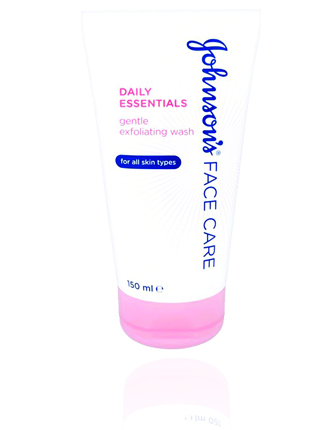 DAILY
ESSENTIALS
gentle
exfoliating wash
for all skin types
Johnson's® FACE CARE
150 ml ℮